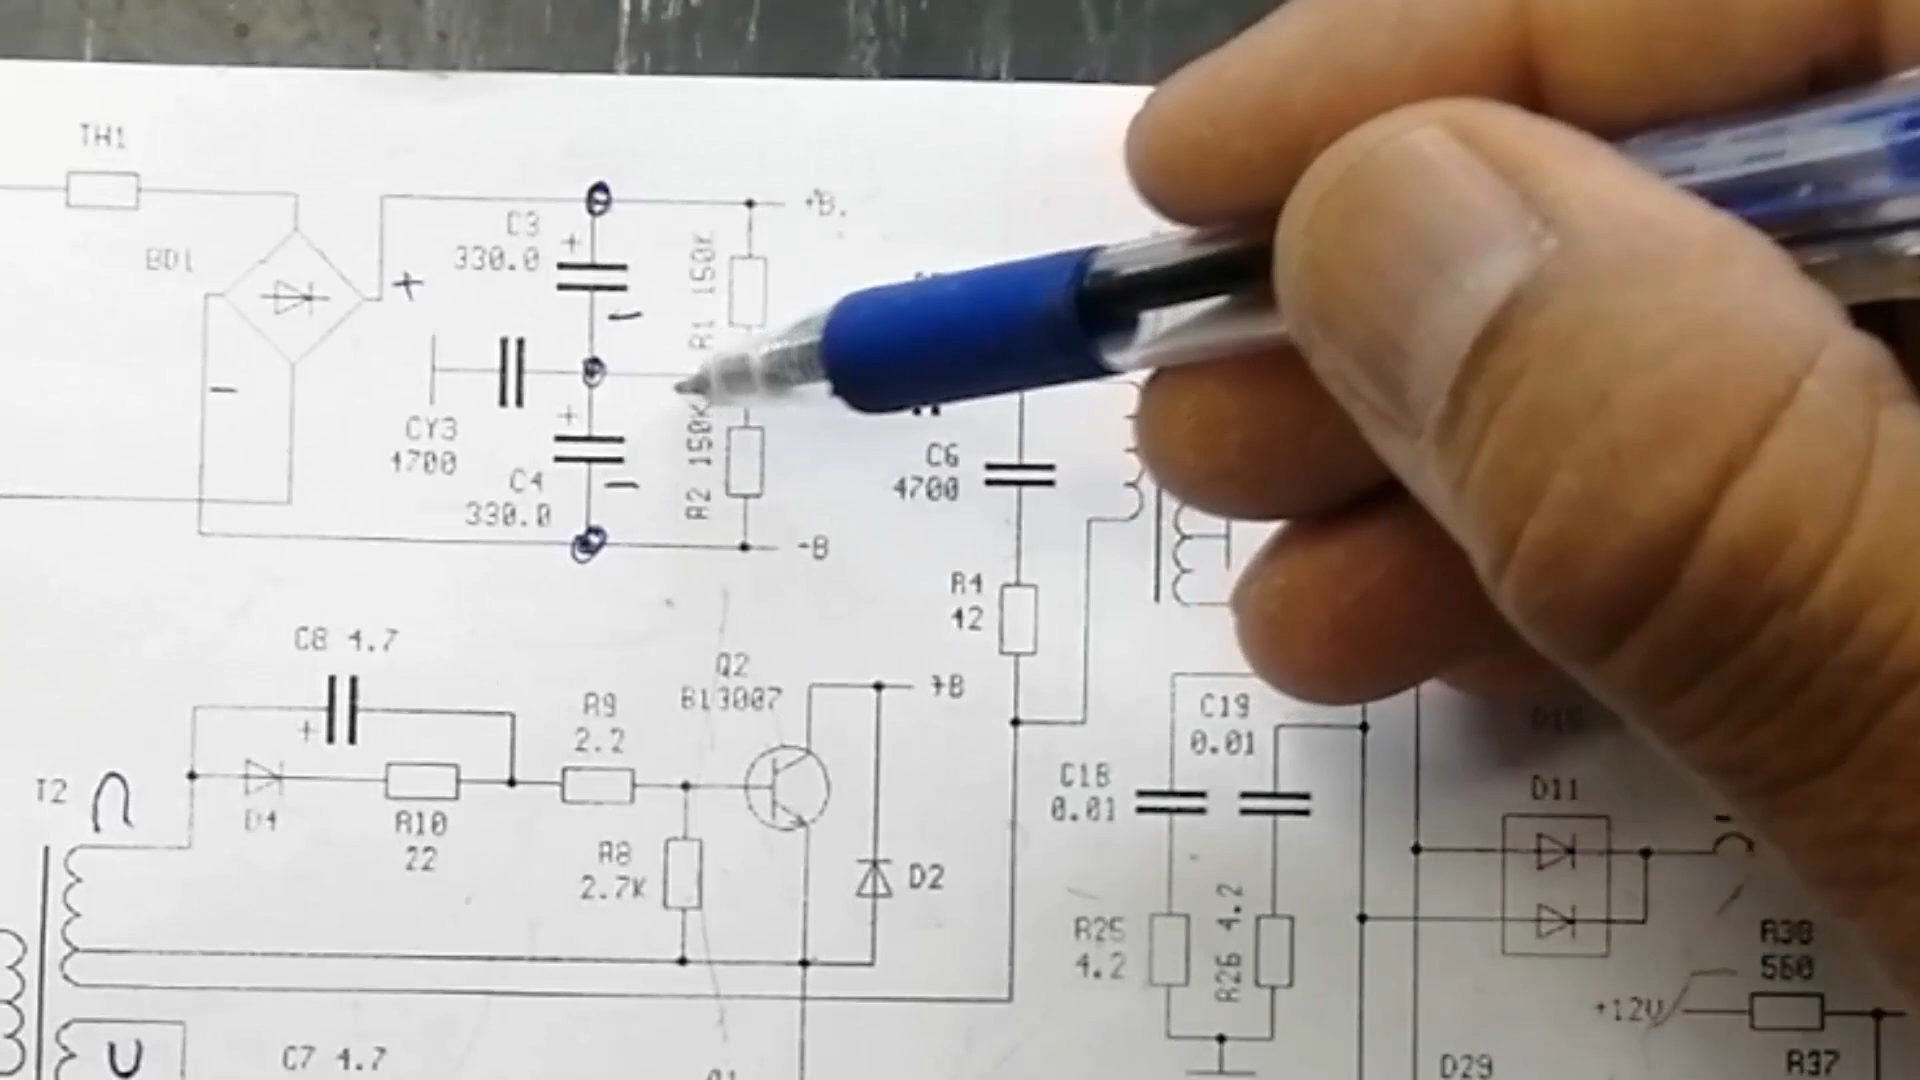 TH1
BD1
+
C3
330.0
+
R1 150K
+B.
CY3
4700
+
C4
330.0
R2 150K
-B
C6
4700
R4
42
C8 4.7
+
T2
D4
R10
22
R9
2.2
R8
2.7K
Q2
B13007
+B
D2
C19
0.01
C18
0.01
R25
4.2
R26 4.2
D11
R38
560
+12V
R37
D29
C7 4.7